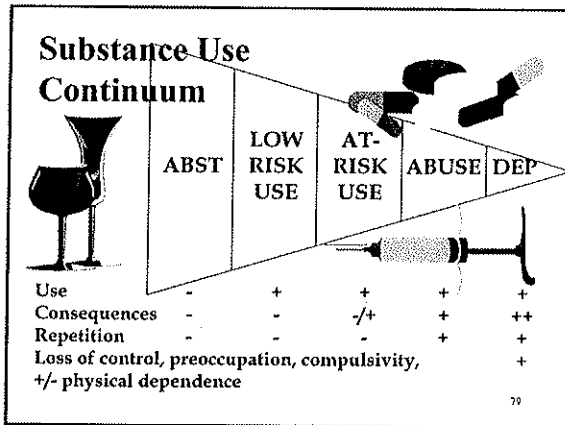 Substance Use
Continuum
ABST
LOW
RISK
USE
AT-
RISK
USE
ABUSE
DEP
Use - + + + +
Consequences - - -/+ + ++
Repetition - - - + +
Loss of control, preoccupation, compulsivity, +
+/- physical dependence
79